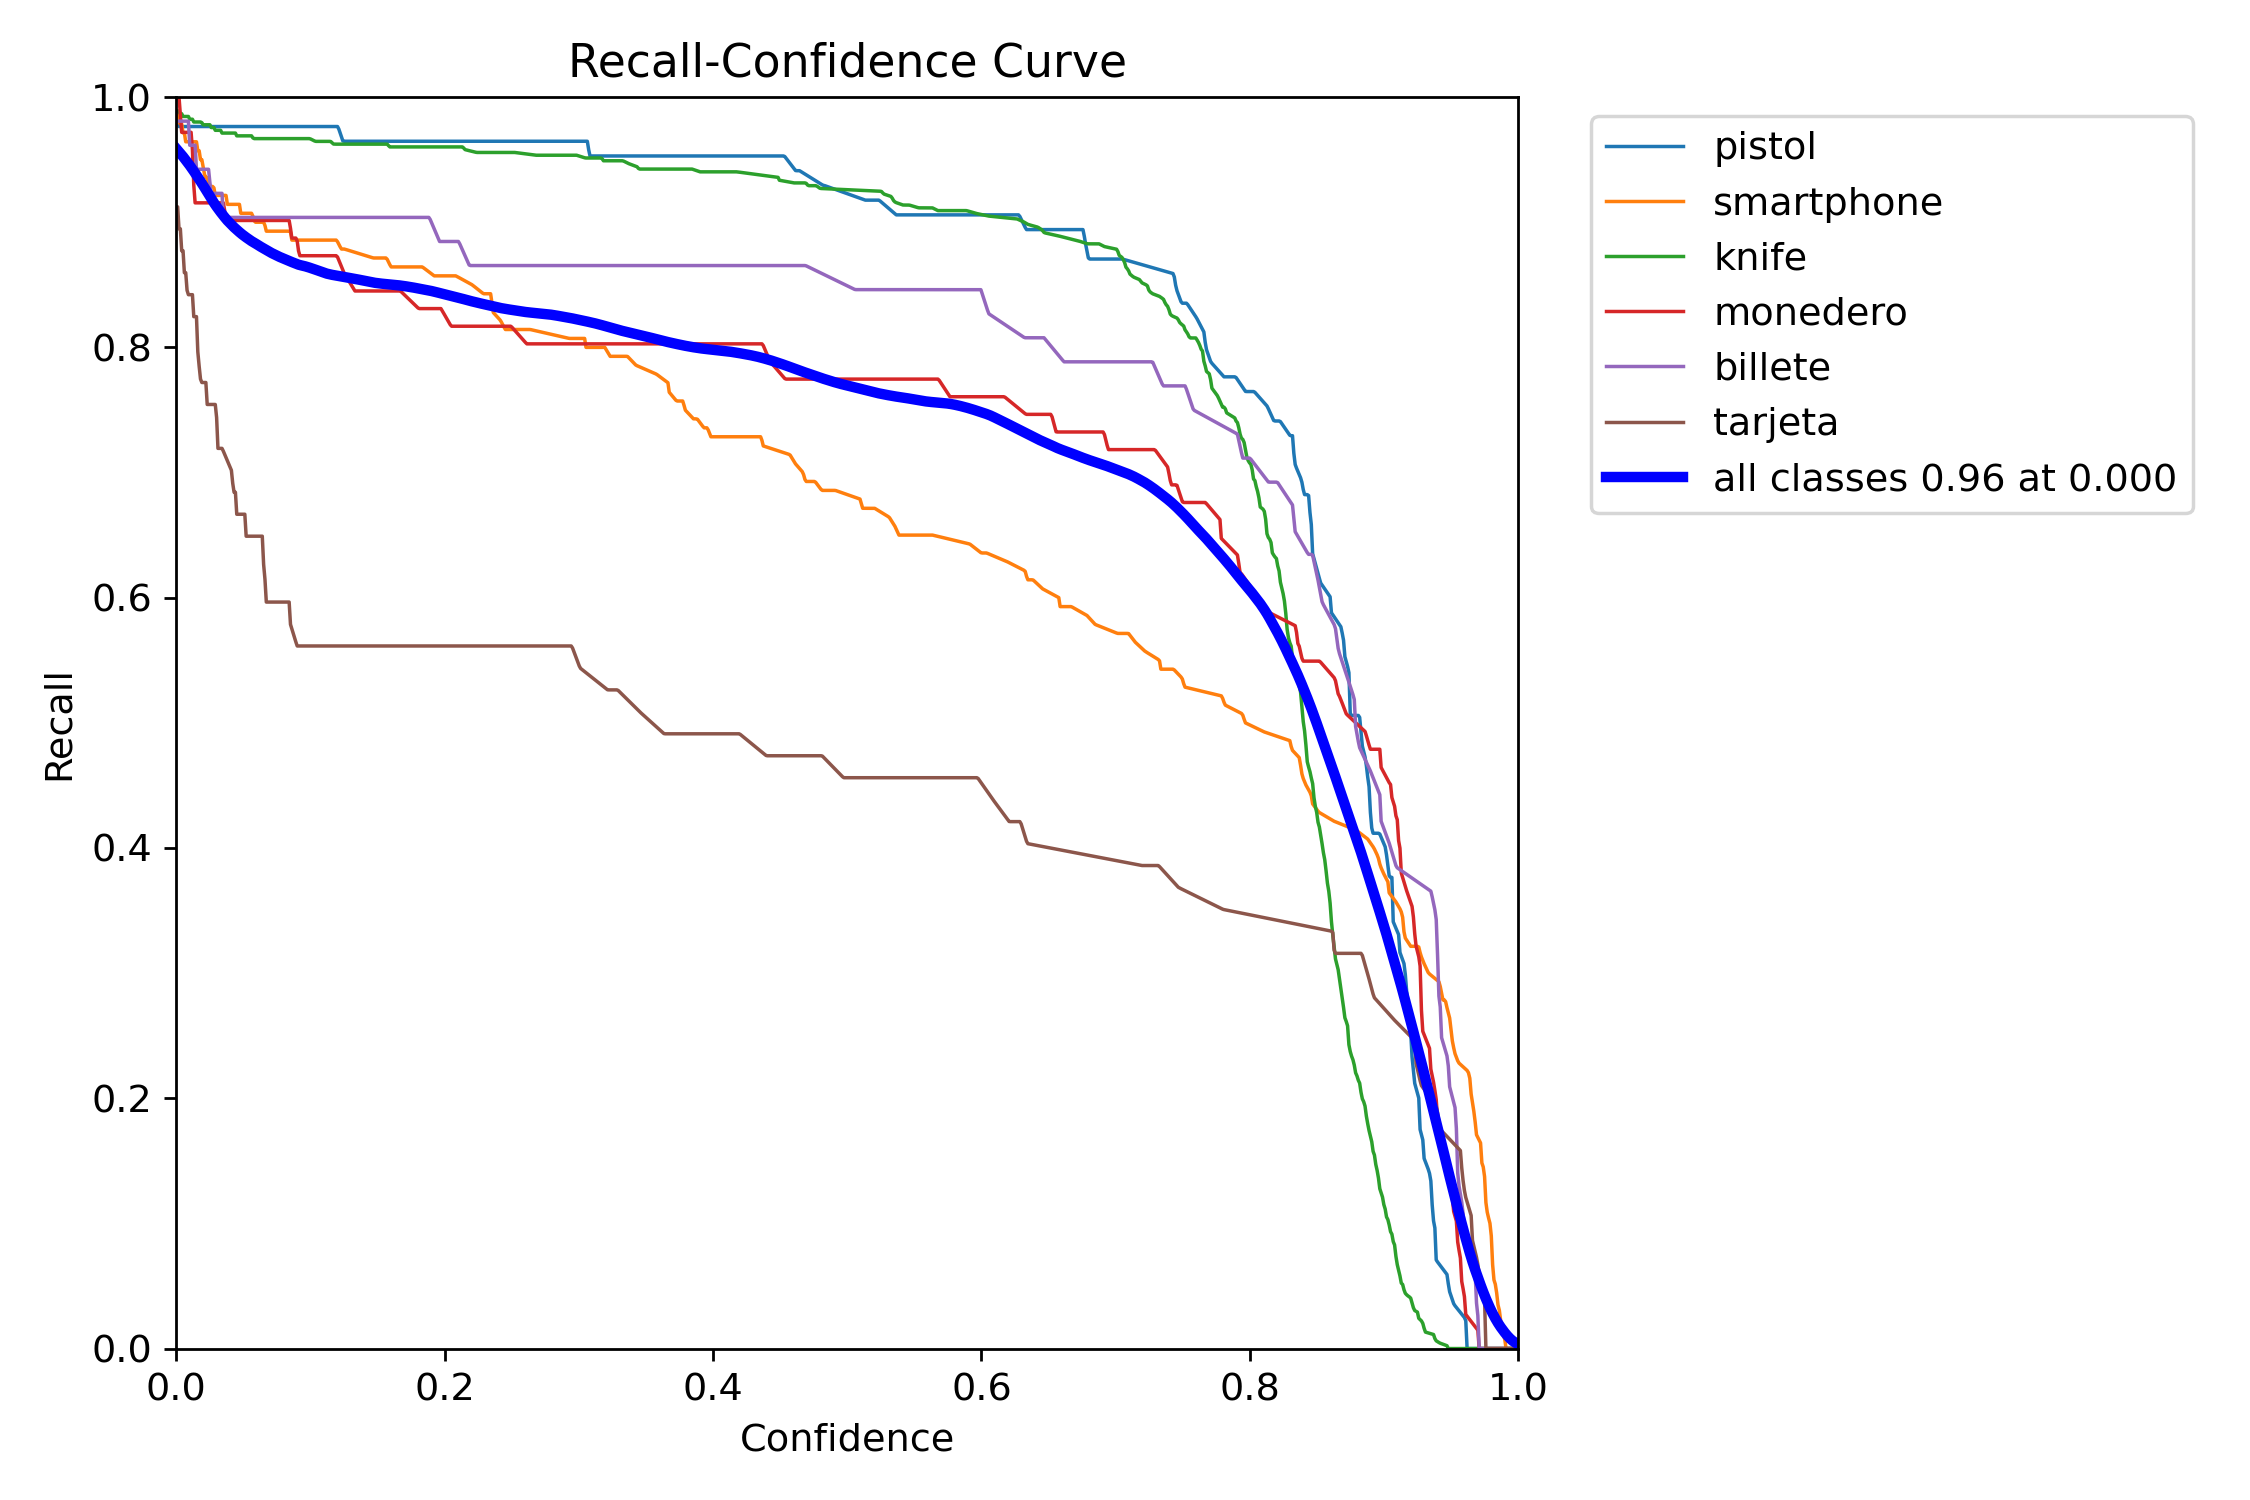 Recall-Confidence Curve
1.0
0.8
0.6
0.4
0.2
0.0
Recall
0.0 0.2 0.4 0.6 0.8 1.0
Confidence
pistol
smartphone
knife
monedero
billete
tarjeta
all classes 0.96 at 0.000